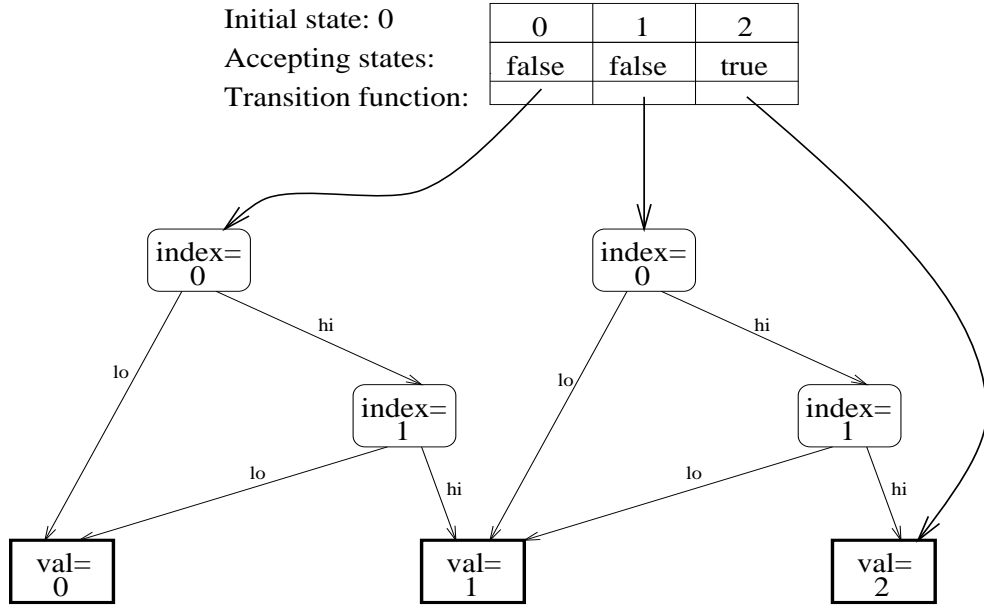 Initial state: 0
0 1 2
Accepting states:
false false true
Transition function:
index=
0
index=
0
hi
hi
lo
lo
index=
1
index=
1
lo
hi
lo
hi
val=
0
val=
1
val=
2